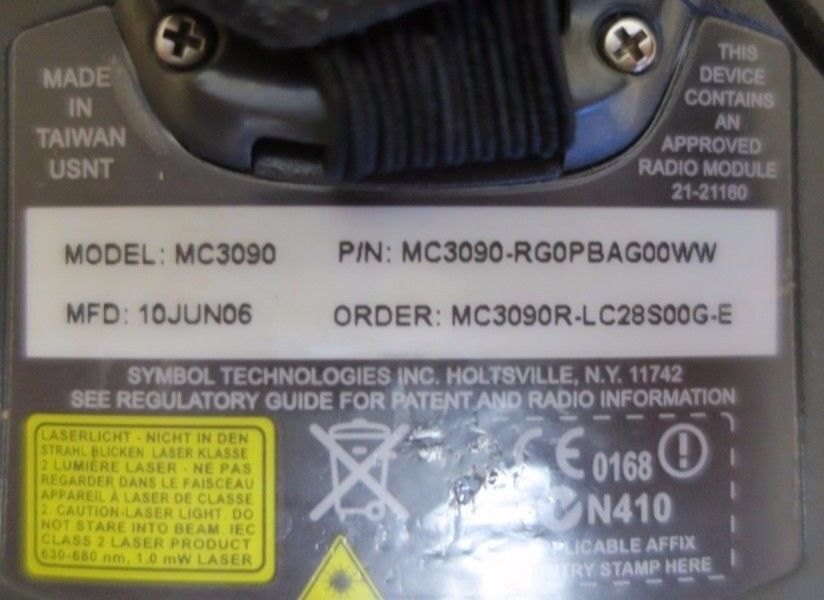 MADE
IN
TAIWAN
USNT
THIS
DEVICE
CONTAINS
AN
APPROVED
RADIO MODULE
21-21160
MODEL: MC3090 P/N: MC3090-RG0PBAG00WW
MFD: 10JUN06 ORDER: MC3090R-LC28S00G-E
SYMBOL TECHNOLOGIES INC. HOLTSVILLE, N.Y. 11742
SEE REGULATORY GUIDE FOR PATENT AND RADIO INFORMATION
LASERLICHT - NICHT IN DEN
STRAHL BLICKEN LASER KLASSE
2 LUMIÈRE LASER - NE PAS
REGARDER DANS LE FAISCEAU
APPAREIL À LASER DE CLASSE
2. CAUTION-LASER LIGHT. DO
NOT STARE INTO BEAM. IEC
CLASS 2 LASER PRODUCT
630-680 nm, 1.0 mW LASER
CE 0168
N410
AFFIX
STAMP HERE